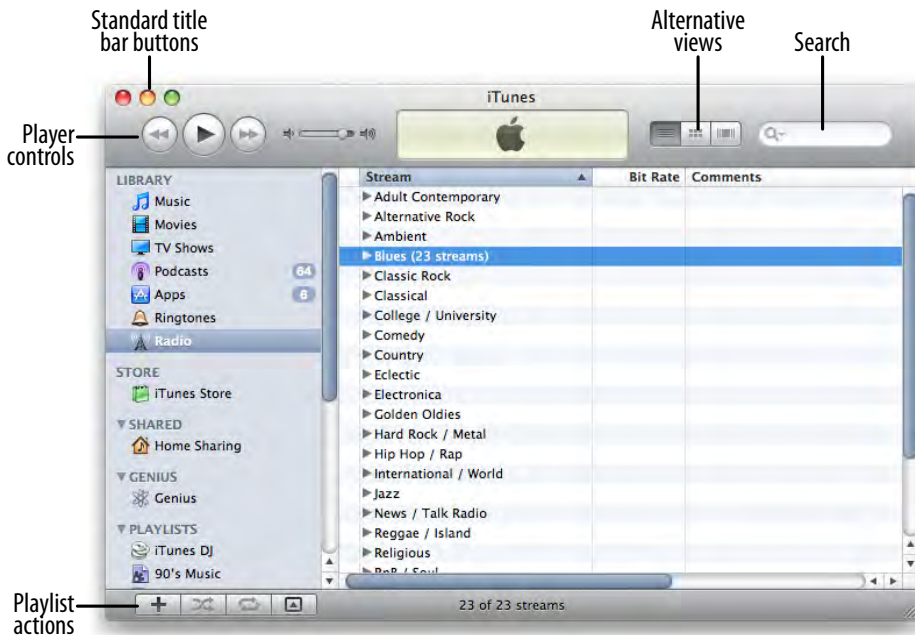 Standard title
bar buttons
Alternative
views
Search
iTunes
Player
controls
LIBRARY
Music
Movies
TV Shows
Podcasts 64
Apps 6
Ringtones
Radio
STORE
iTunes Store
▼ SHARED
Home Sharing
▼ GENIUS
Genius
▼ PLAYLISTS
iTunes DJ
90's Music
Stream ▲ Bit Rate Comments
▶ Adult Contemporary
▶ Alternative Rock
▶ Ambient
▶ Blues (23 streams)
▶ Classic Rock
▶ Classical
▶ College / University
▶ Comedy
▶ Country
▶ Eclectic
▶ Electronica
▶ Golden Oldies
▶ Hard Rock / Metal
▶ Hip Hop / Rap
▶ International / World
▶ Jazz
▶ News / Talk Radio
▶ Reggae / Island
▶ Religious
▶ RnB / Soul
Playlist
actions
23 of 23 streams